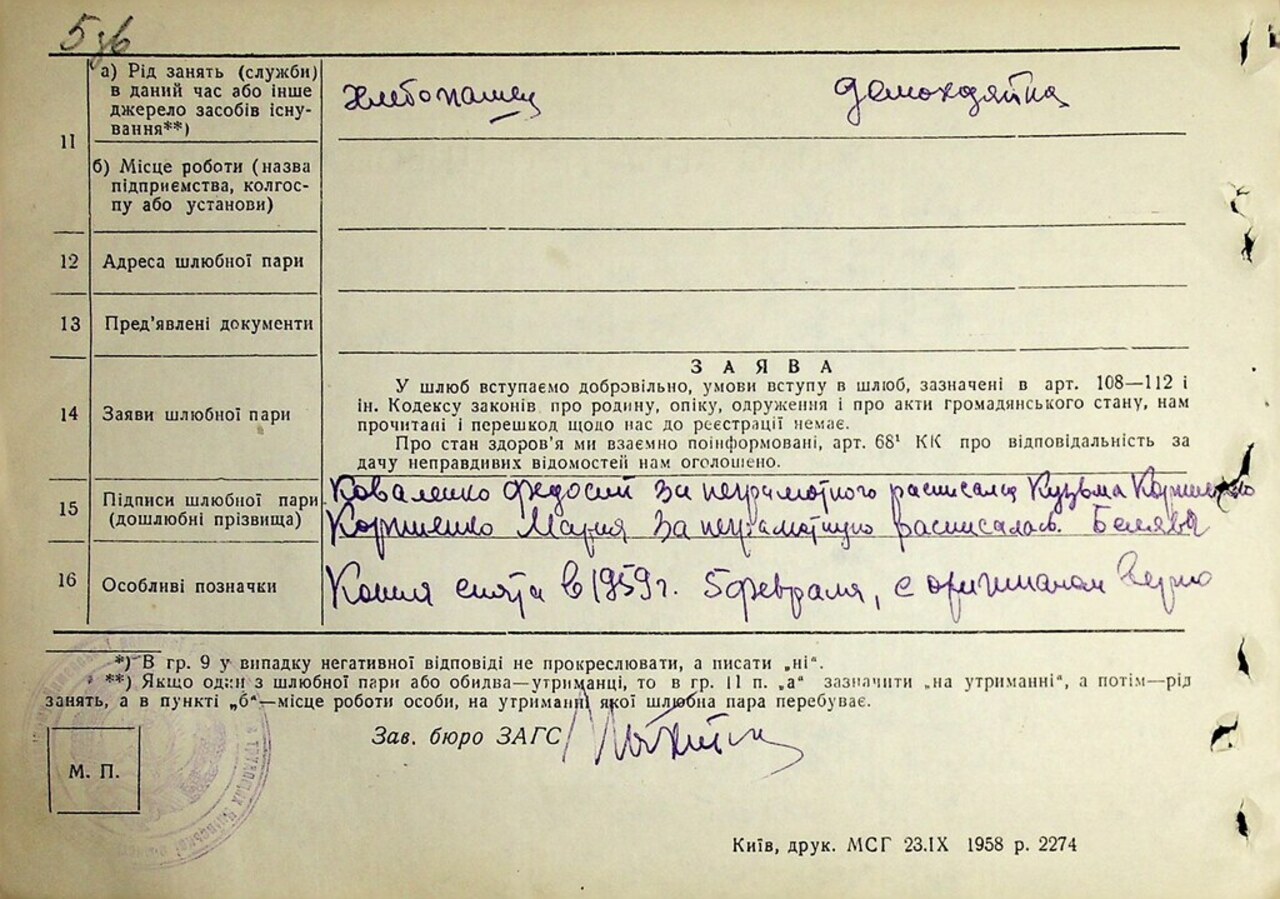 5 зв
11
а) Рід занять (служби)
в даний час або інше
джерело засобів існу-
вання**)
хлебопашец домохозяйка
б) Місце роботи (назва
підприємства, колгос-
пу або установи)
12 Адреса шлюбної пари
13 Пред’явлені документи
14 Заяви шлюбної пари
ЗАЯВА
У шлюб вступаємо добровільно, умови вступу в шлюб, зазначені в арт. 108—112 і
ін. Кодексу законів про родину, опіку, одруження і про акти громадянського стану, нам
прочитані і перешкод щодо нас до реєстрації немає.
Про стан здоров’я ми взаємно поінформовані, арт. 68¹ КК про відповідальність за
дачу неправдивих відомостей нам оголошено.
15 Підписи шлюбної пари
(дошлюбні прізвища)
Коваленко Федосий за неграмотного расписался Кузьма Корниенко
Корниенко Мария за неграмотную расписалась
16 Особливі позначки
Копия снята в 1959 г. 5 февраля, с оригиналом верно
*) В гр. 9 у випадку негативної відповіді не прокреслювати, а писати „ні“.
**) Якщо один з шлюбної пари або обидва—утриманці, то в гр. 11 п. „а“ зазначити „на утриманні“, а потім—рід
занять, а в пункті „б“—місце роботи особи, на утриманні якої шлюбна пара перебуває.
Зав. бюро ЗАГС
М. П.
Київ, друк. МСГ 23.IX 1958 р. 2274